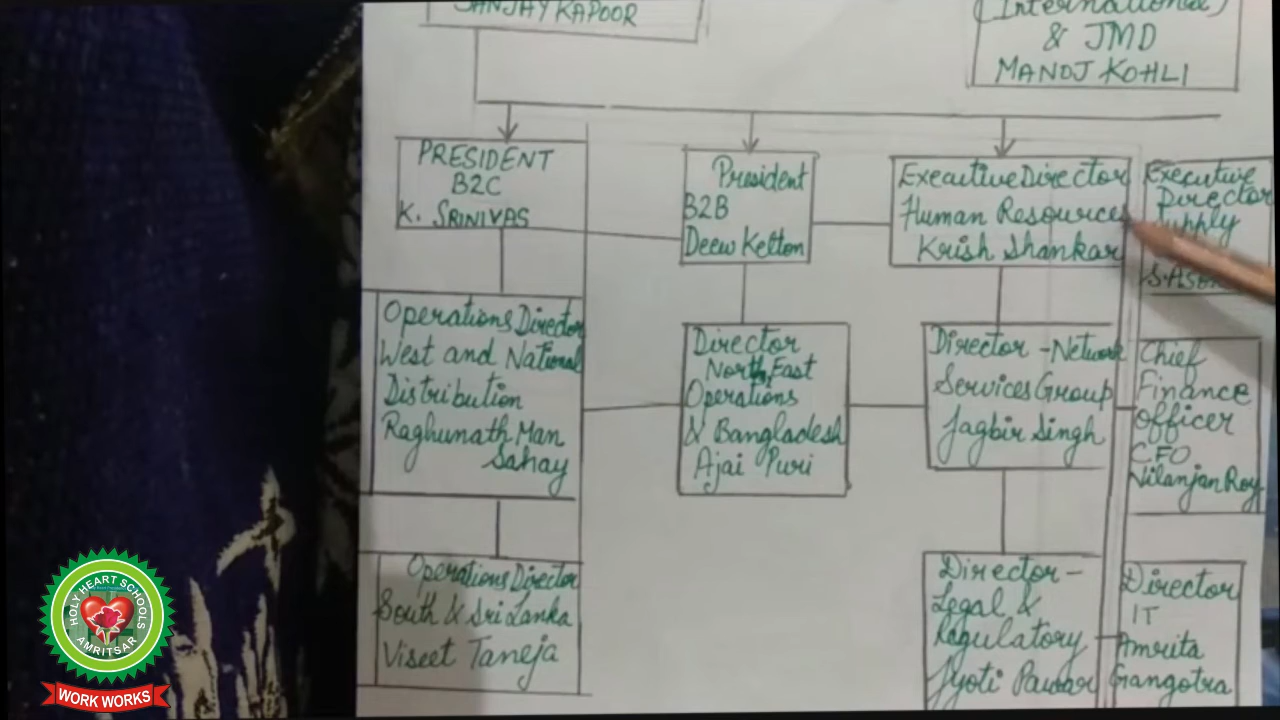 SANJAY KAPOOR
(International)
& JMD
MANOJ KOHLI
PRESIDENT
B2C
K. SRINIVAS
President
B2B
Deew Kelton
Executive Director
Human Resources
Krish Shankar
Executive
Director
Supply
Operations Director
West and National
Distribution
Raghunath Man
Sahay
Director
North, East
Operations
& Bangladesh
Ajai Puri
Director - Network
Services Group
Jagbir Singh
Chief
Finance
Officer
CFO
Nilanjan Roy
Operations Director
South & Sri Lanka
Viseet Taneja
Director -
Legal &
Regulatory
Jyoti Pawar
Director
IT
Amrita
Gangotra
HOLY HEART SCHOOLS
AMRITSAR
WORK WORKS